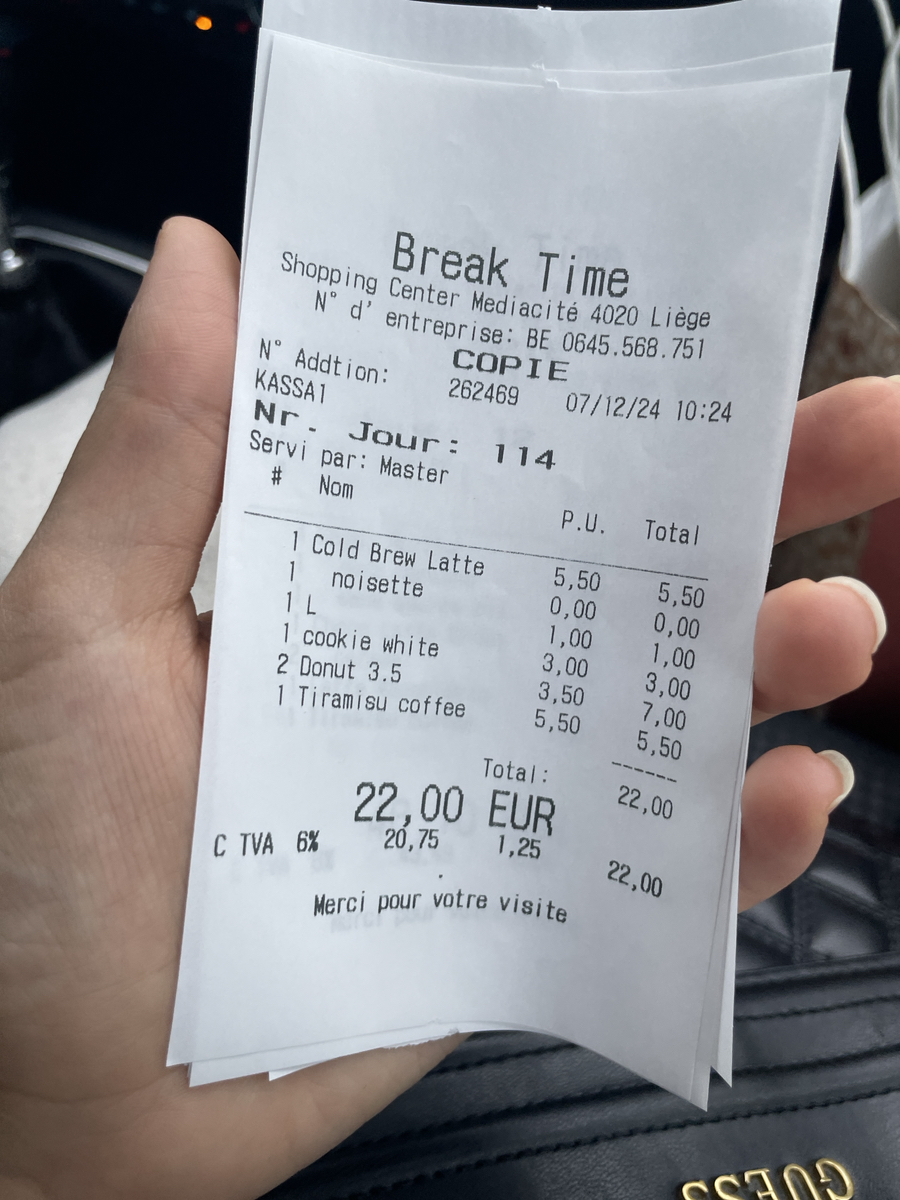 Break Time
Shopping Center Mediacité 4020 Liège
N° d' entreprise: BE 0645.568.751
COPIE
N° Addtion: 262469 07/12/24 10:24
KASSA1
Nr. Jour: 114
Servi par: Master
# Nom P.U. Total
1 Cold Brew Latte 5,50 5,50
1 noisette 0,00 0,00
1 L 1,00 1,00
1 cookie white 3,00 3,00
2 Donut 3.5 3,50 7,00
1 Tiramisu coffee 5,50 5,50
------
Total: 22,00
22,00 EUR
C TVA 6% 20,75 1,25 22,00
Merci pour votre visite
GUESS